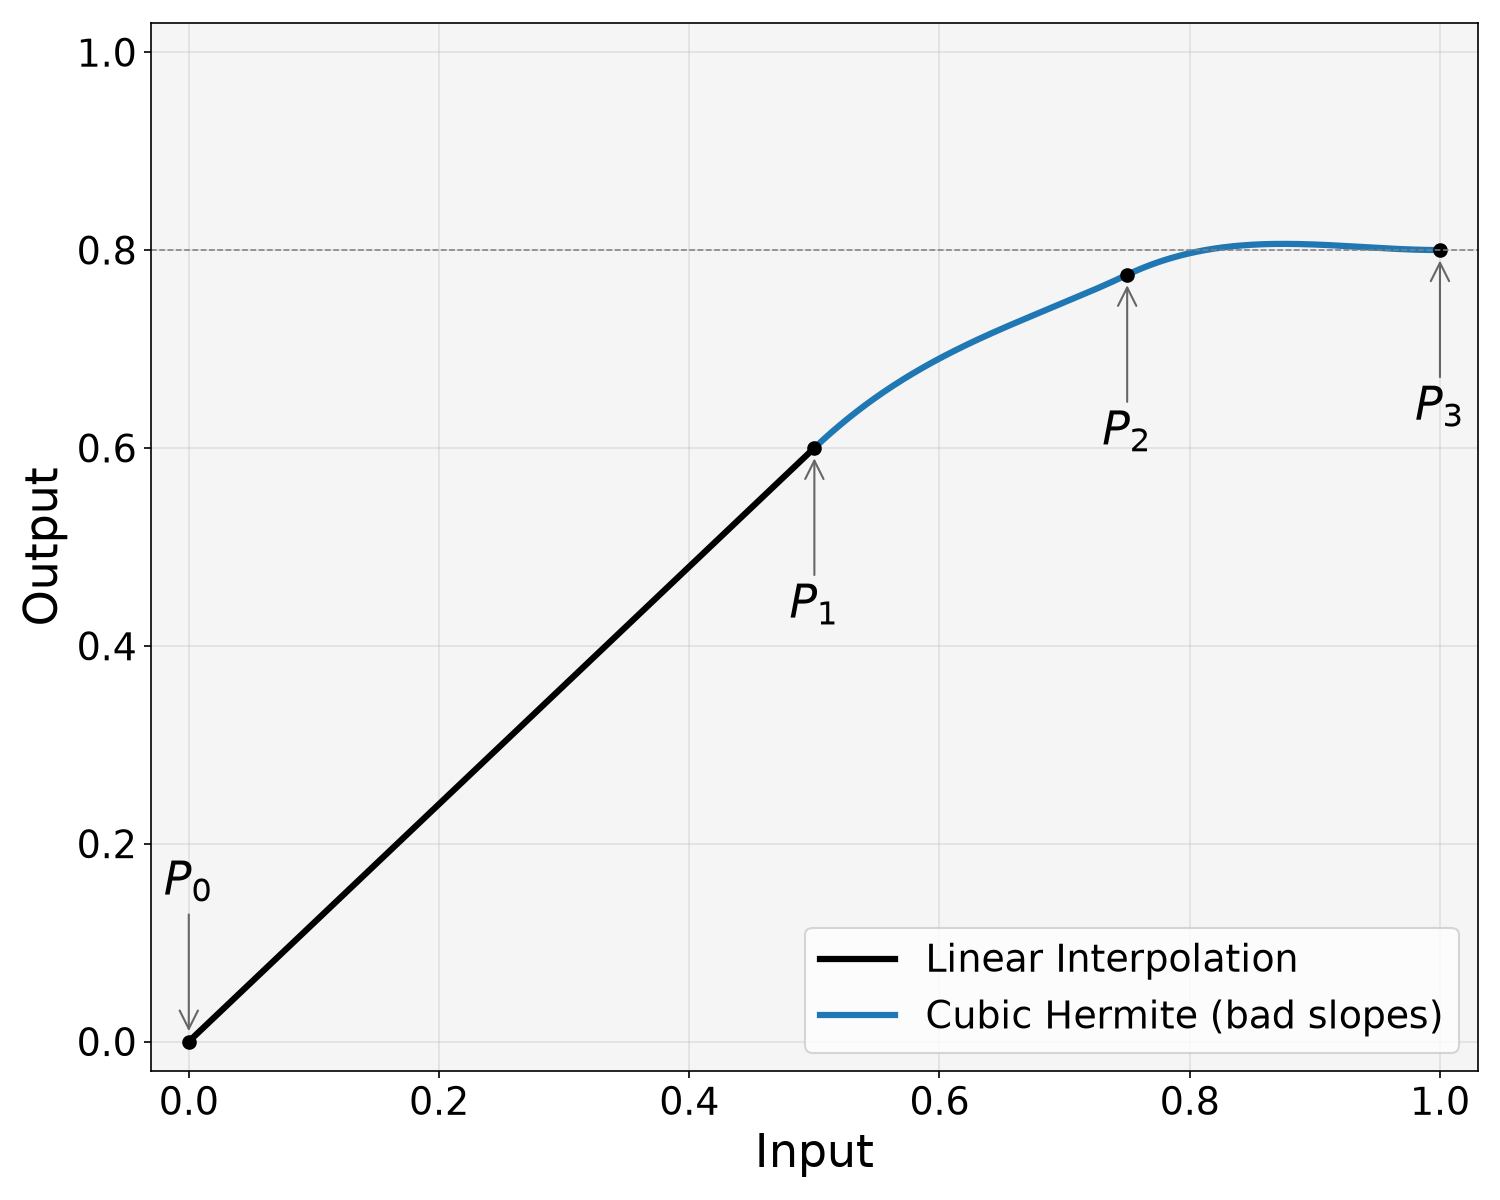 1.0
0.8
0.6
0.4
0.2
0.0
Output
P0
P1
P2
P3
Linear Interpolation
Cubic Hermite (bad slopes)
0.0 0.2 0.4 0.6 0.8 1.0
Input